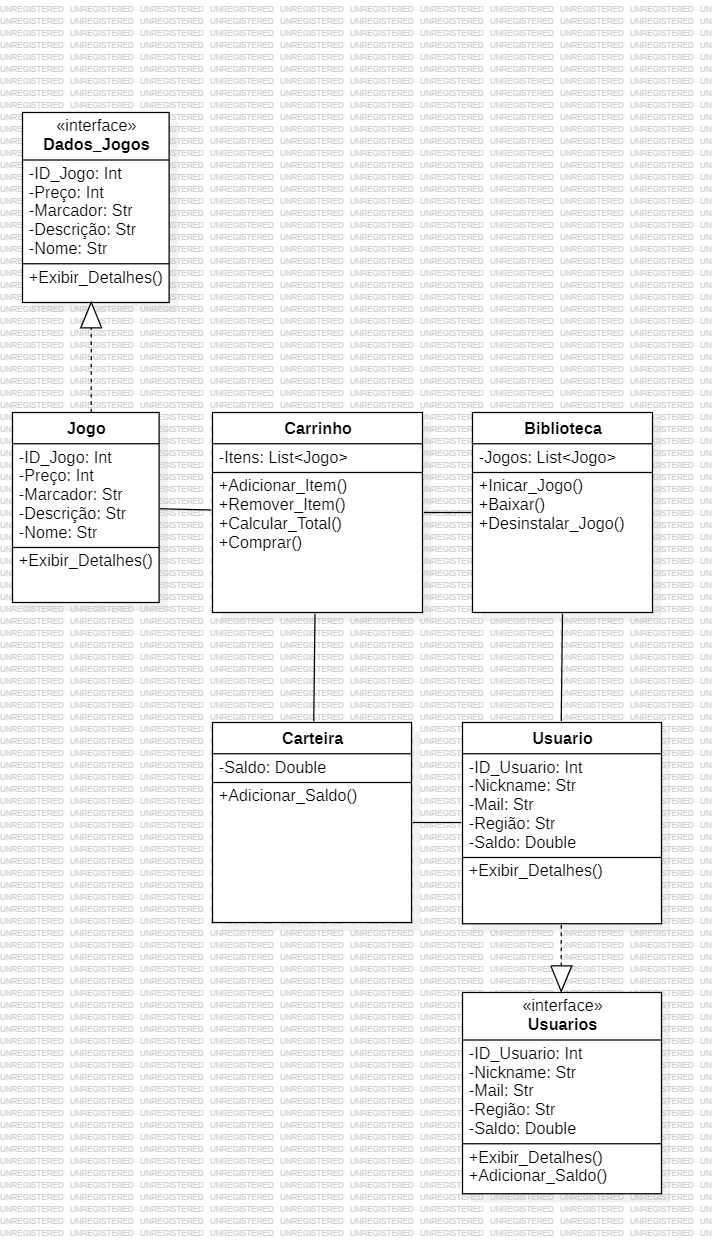 «interface»
Dados_Jogos
-ID_Jogo: Int
-Preço: Int
-Marcador: Str
-Descrição: Str
-Nome: Str
+Exibir_Detalhes()
Jogo
-ID_Jogo: Int
-Preço: Int
-Marcador: Str
-Descrição: Str
-Nome: Str
+Exibir_Detalhes()
Carrinho
-Itens: List<Jogo>
+Adicionar_Item()
+Remover_Item()
+Calcular_Total()
+Comprar()
Biblioteca
-Jogos: List<Jogo>
+Inicar_Jogo()
+Baixar()
+Desinstalar_Jogo()
Carteira
-Saldo: Double
+Adicionar_Saldo()
Usuario
-ID_Usuario: Int
-Nickname: Str
-Mail: Str
-Região: Str
-Saldo: Double
+Exibir_Detalhes()
«interface»
Usuarios
-ID_Usuario: Int
-Nickname: Str
-Mail: Str
-Região: Str
-Saldo: Double
+Exibir_Detalhes()
+Adicionar_Saldo()
UNREGISTERED